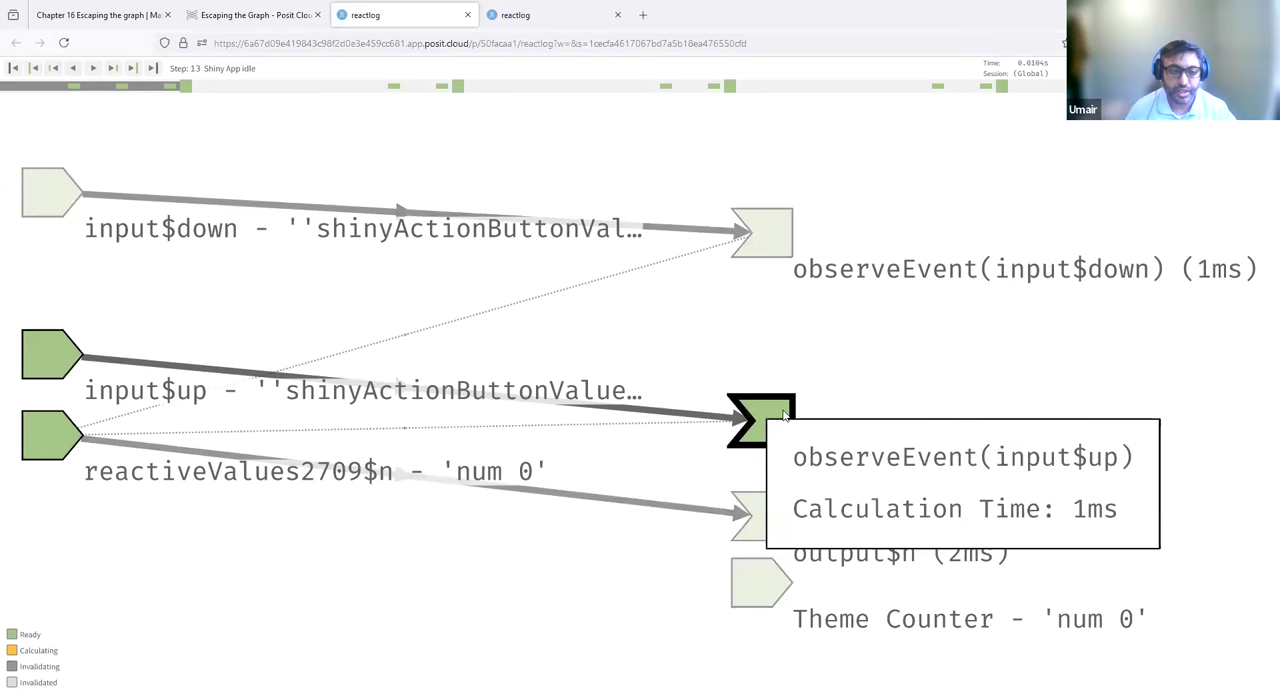 Chapter 16 Escaping the graph | Ma
Escaping the Graph - Posit Clou
reactlog
reactlog
https://6a67d09e419843c98f2d0e3e459cc681.app.posit.cloud/p/50facaa1/reactlog?w=&s=1cecfa4617067bd7a5b18ea476550cfd
Step: 13 Shiny App idle
Time: 0.0104s
Session: (Global)
Umair
input$down - ''shinyActionButtonVal…
observeEvent(input$down) (1ms)
input$up - ''shinyActionButtonValue…
reactiveValues2709$n - 'num 0'
observeEvent(input$up)
Calculation Time: 1ms
output$n (2ms)
Theme Counter - 'num 0'
Ready
Calculating
Invalidating
Invalidated